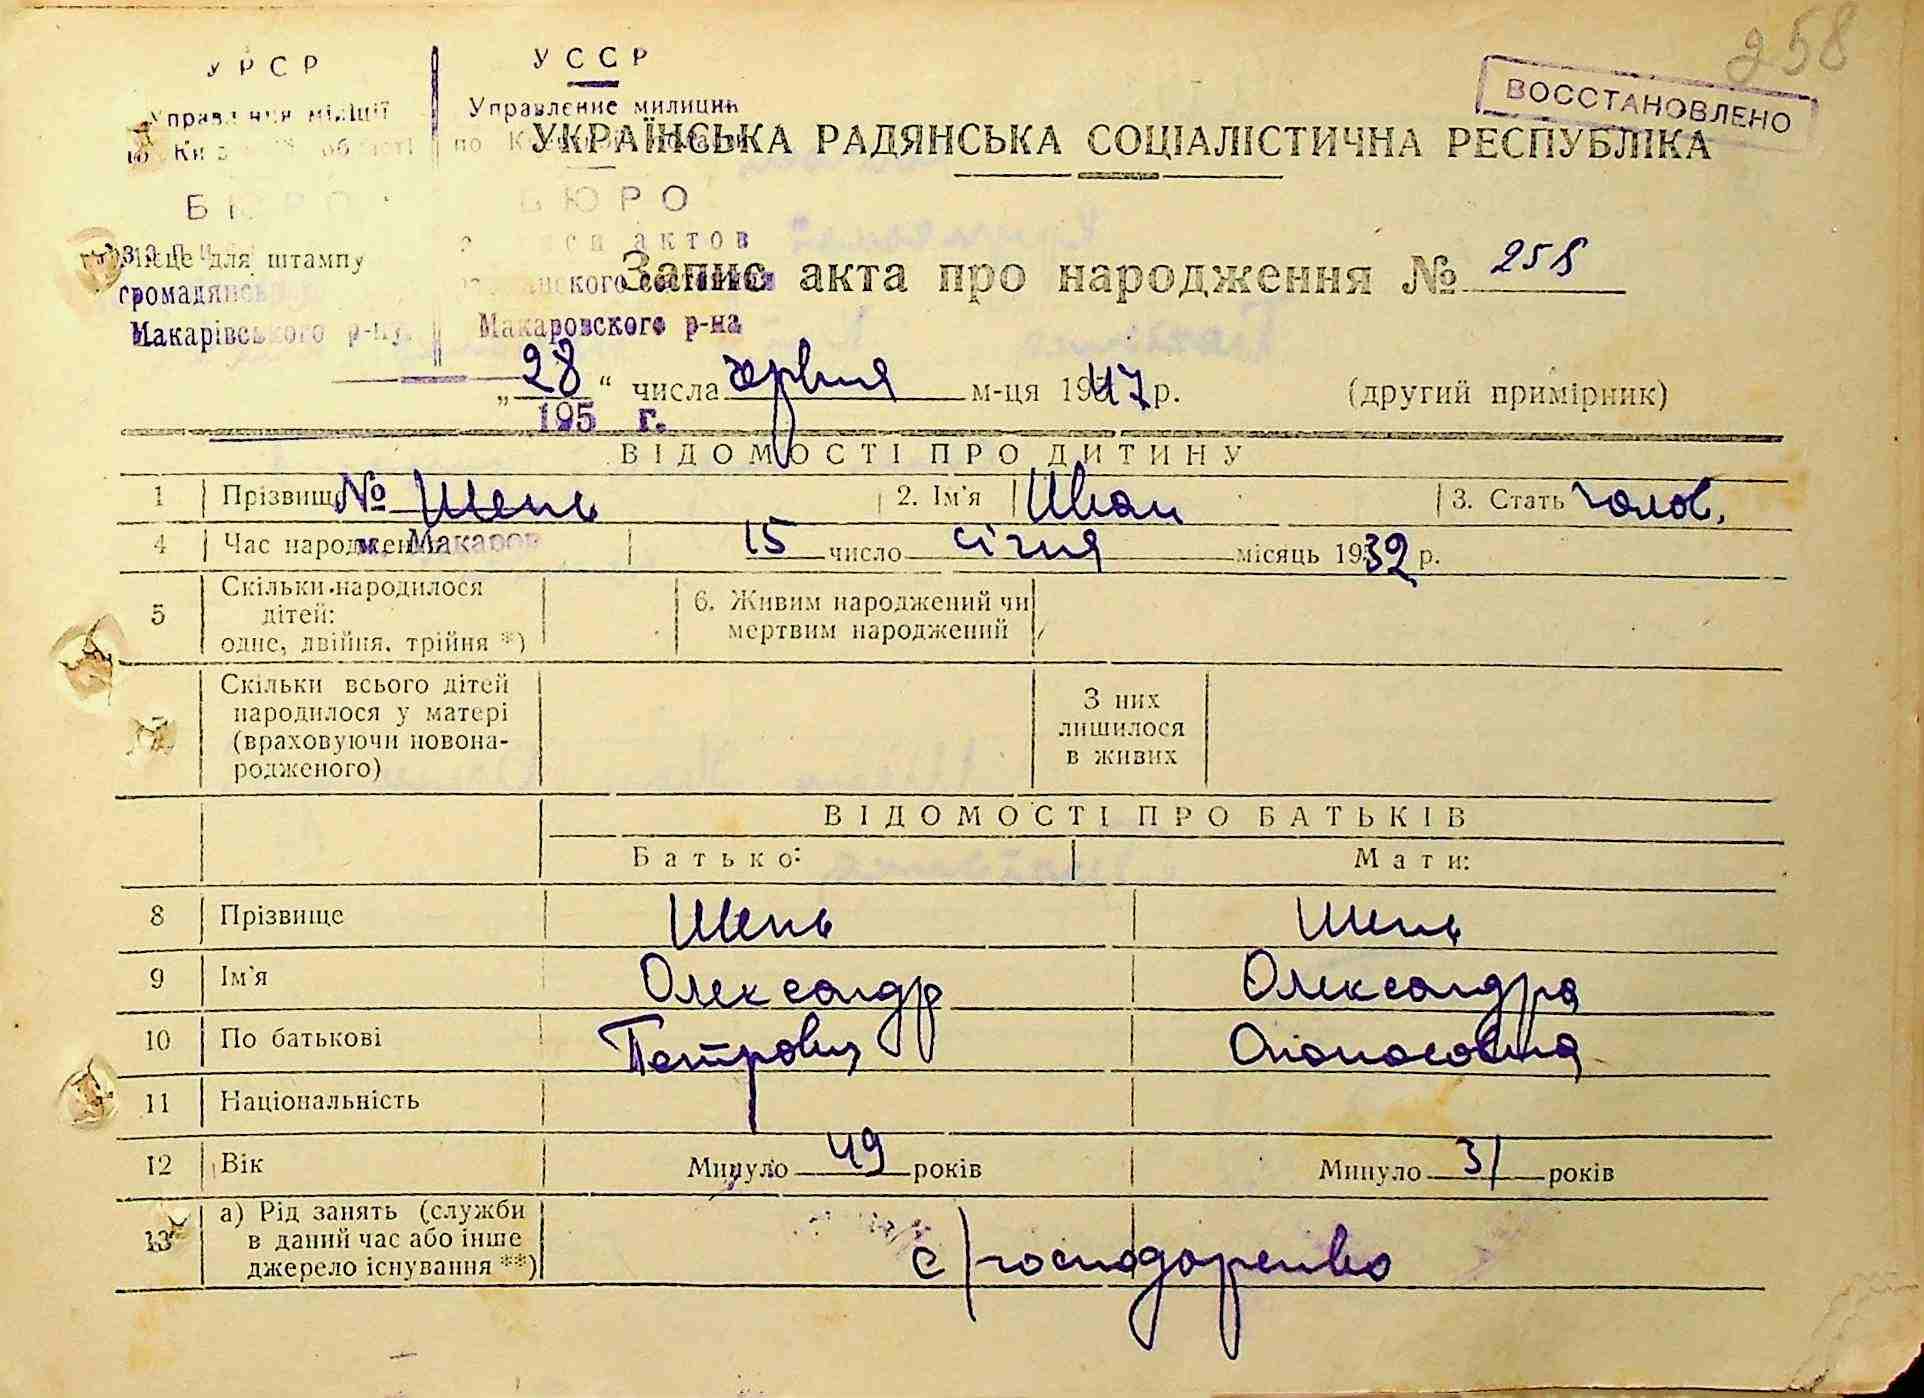 258
УРСР
УССР
Управління міліції
Управление милиции
ВОССТАНОВЛЕНО
УКРАЇНСЬКА РАДЯНСЬКА СОЦІАЛІСТИЧНА РЕСПУБЛІКА
БЮРО
БЮРО
актов
Місце для штампу
Запис акта про народження № 258
Макарівського р-ну
Макаровского р-на
„28“ числа червня м-ця 1947 р. (другий примірник)
195 г.
ВІДОМОСТІ ПРО ДИТИНУ
1 Прізвище № Шень 2. Ім'я Иван 3. Стать чолов.
4 Час народження м. Макаров 15 число січня місяць 1939 р.
5 Скільки народилося дітей: одне, двійня, трійня *) 6. Живим народжений чи мертвим народжений
7 Скільки всього дітей народилося у матері (враховуючи новонародженого) З них лишилося в живих
ВІДОМОСТІ ПРО БАТЬКІВ
Батько: Мати:
8 Прізвище Шень Шень
9 Ім'я Олександр Олександра
10 По батькові Петрович Опанасовна
11 Національність
12 Вік Минуло 49 років Минуло 31 років
13 а) Рід занять (служби в даний час або інше джерело існування **) с/господарство